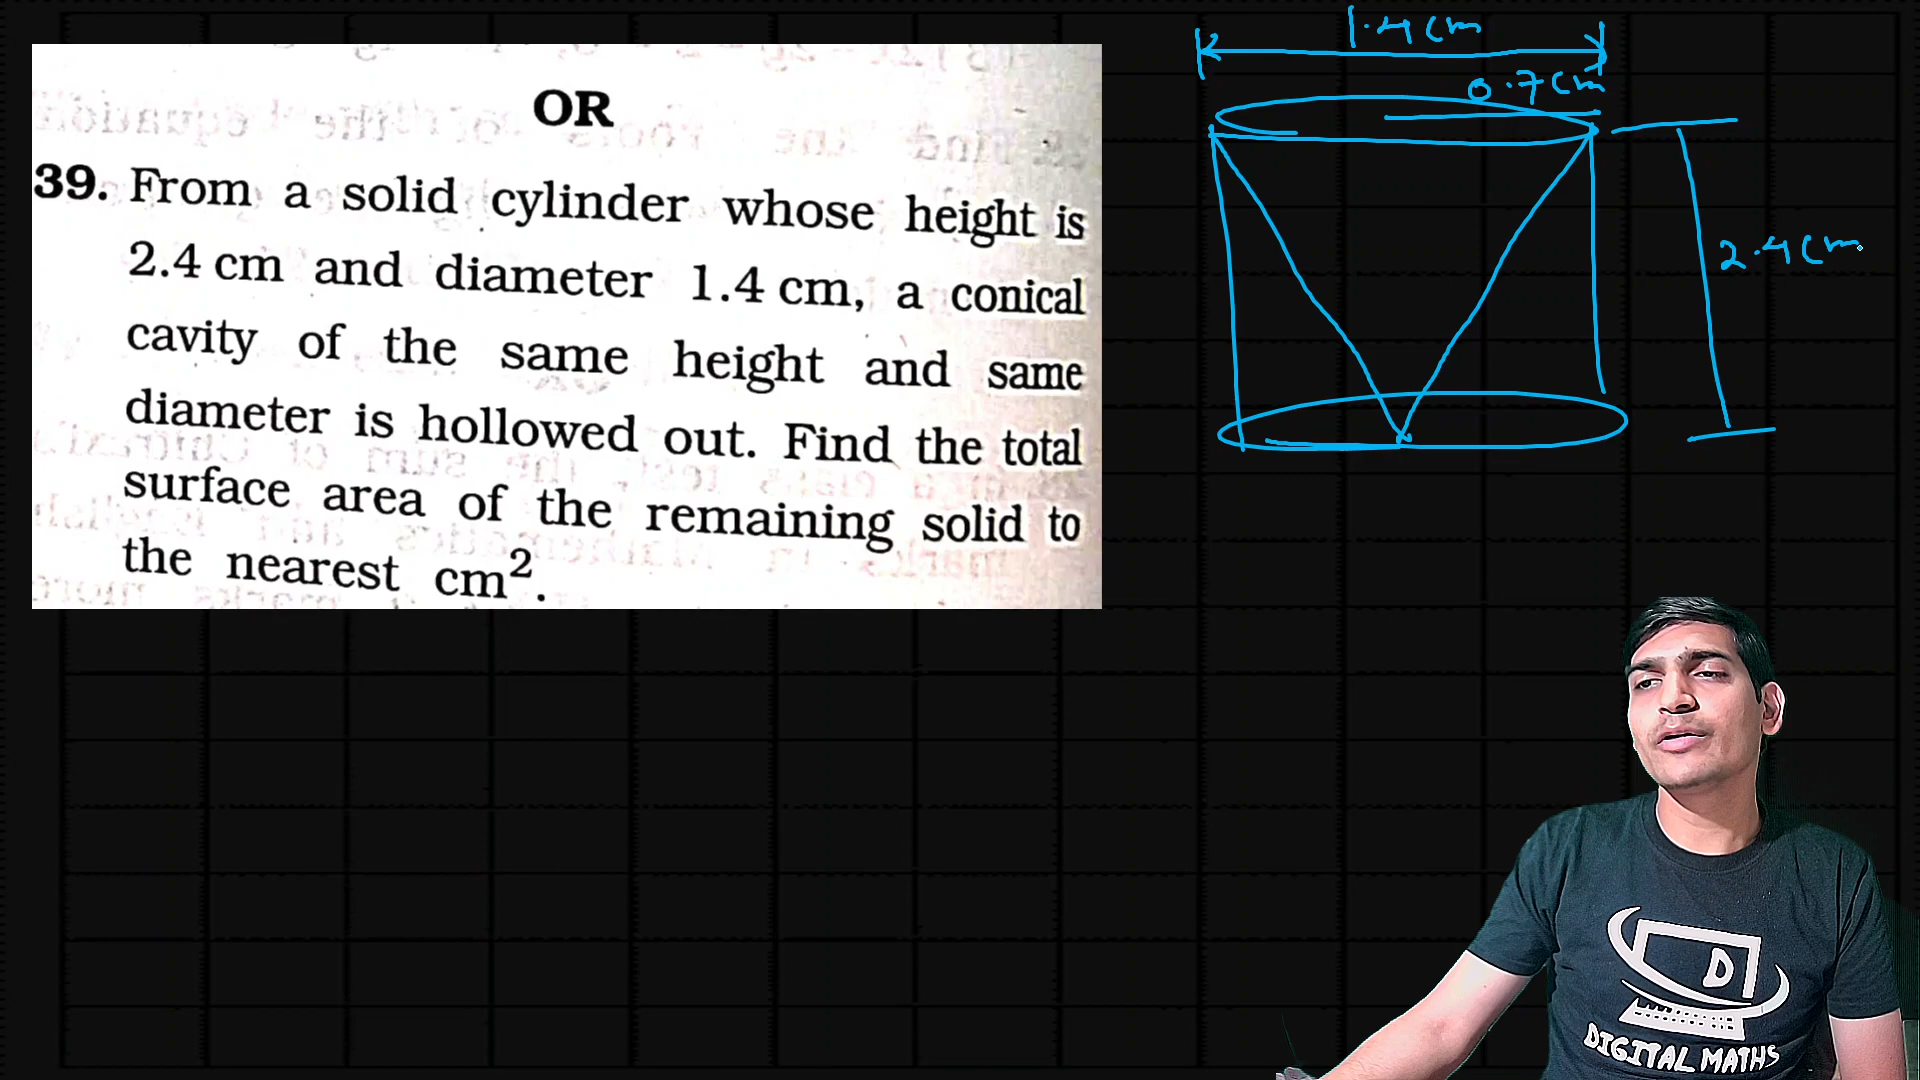 OR
39. From a solid cylinder whose height is
2.4 cm and diameter 1.4 cm, a conical
cavity of the same height and same
diameter is hollowed out. Find the total
surface area of the remaining solid to
the nearest cm².
1.4 cm
0.7 cm
2.4 cm
D
DIGITAL MATHS